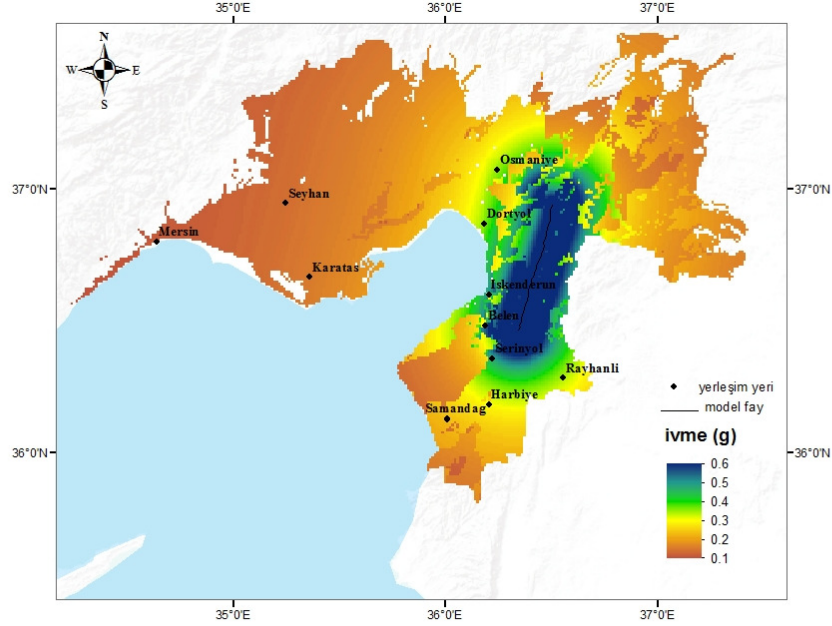 35°0'E 36°0'E 37°0'E
N
W E
S
37°0'N 37°0'N
Osmaniye
Seyhan
Dortyol
Mersin
Karatas
Iskenderun
Belen
Serinyol
Rayhanli
Harbiye
Samandag
yerleşim yeri
model fay
ivme (g)
36°0'N 36°0'N
0.6
0.5
0.4
0.3
0.2
0.1
35°0'E 36°0'E 37°0'E